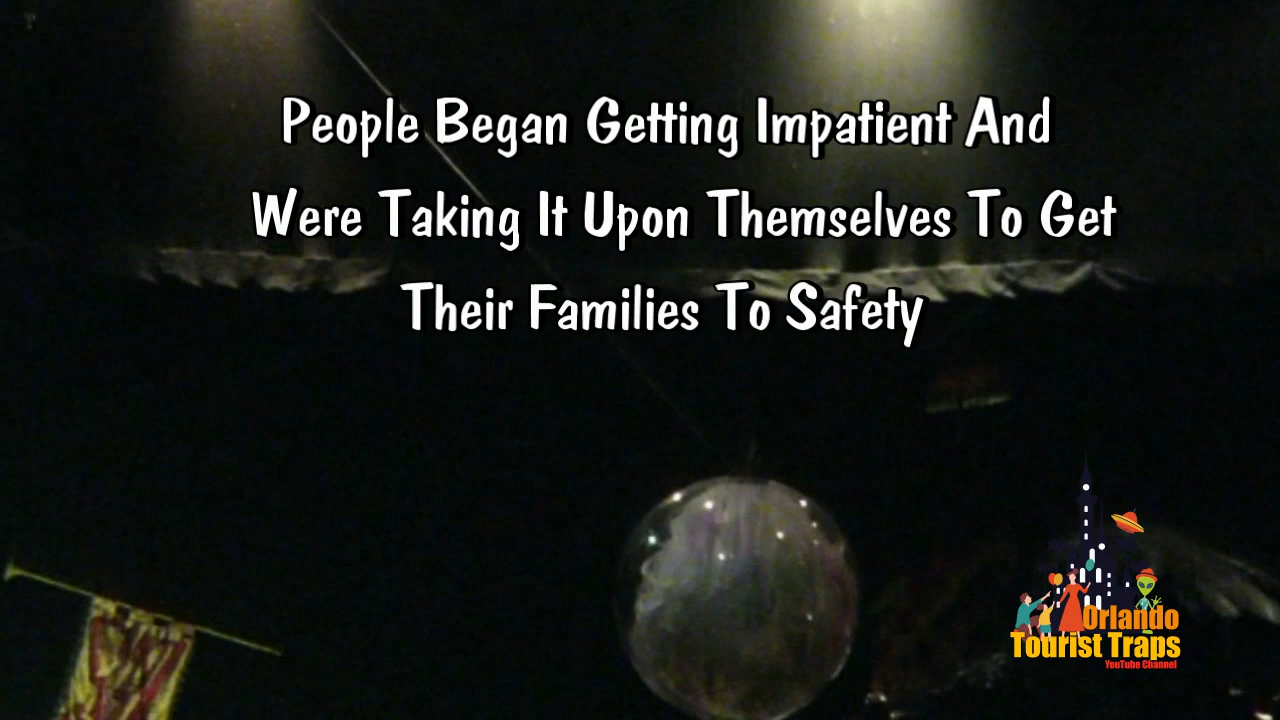 People Began Getting Impatient And
Were Taking It Upon Themselves To Get
Their Families To Safety
Orlando
Tourist Traps
YouTube Channel